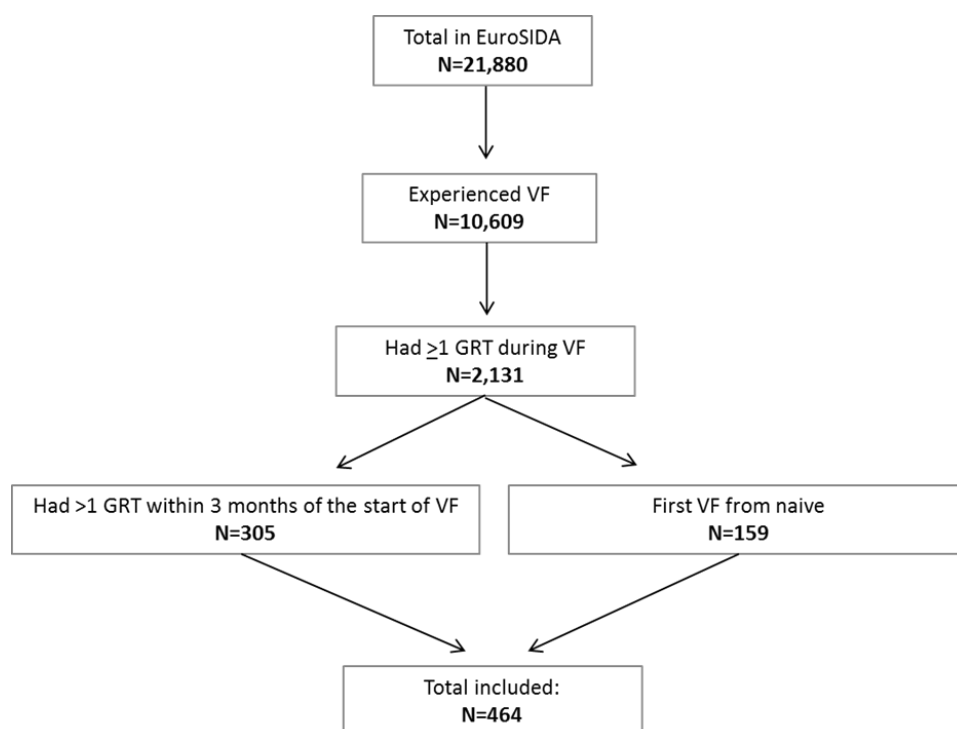 Total in EuroSIDA
N=21,880
Experienced VF
N=10,609
Had ≥1 GRT during VF
N=2,131
Had >1 GRT within 3 months of the start of VF
N=305
First VF from naive
N=159
Total included:
N=464